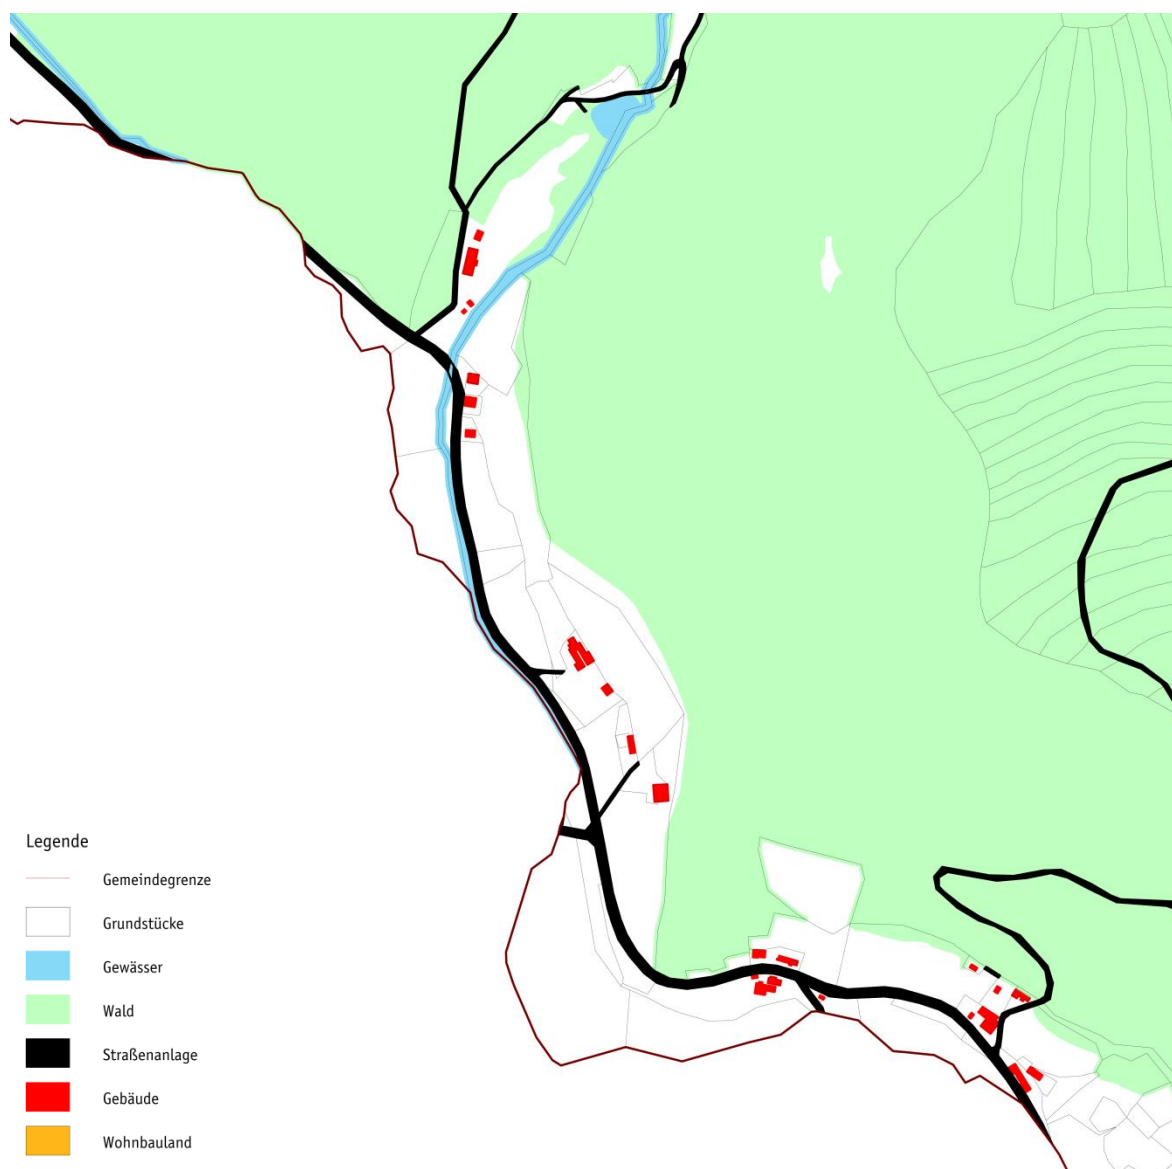 Legende
Gemeindegrenze
Grundstücke
Gewässer
Wald
Straßenanlage
Gebäude
Wohnbauland